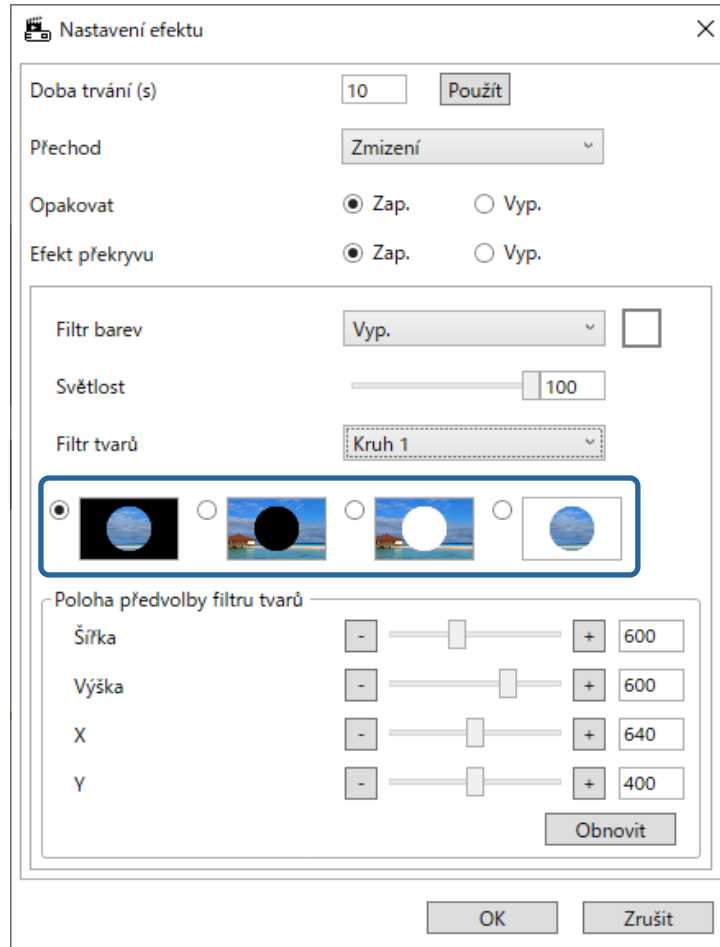 Nastavení efektu
Doba trvání (s) 10 Použít
Přechod Zmizení
Opakovat Zap. Vyp.
Efekt překryvu Zap. Vyp.
Filtr barev Vyp.
Světlost 100
Filtr tvarů Kruh 1
Poloha předvolby filtru tvarů
Šířka - + 600
Výška - + 600
X - + 640
Y - + 400
Obnovit
OK Zrušit